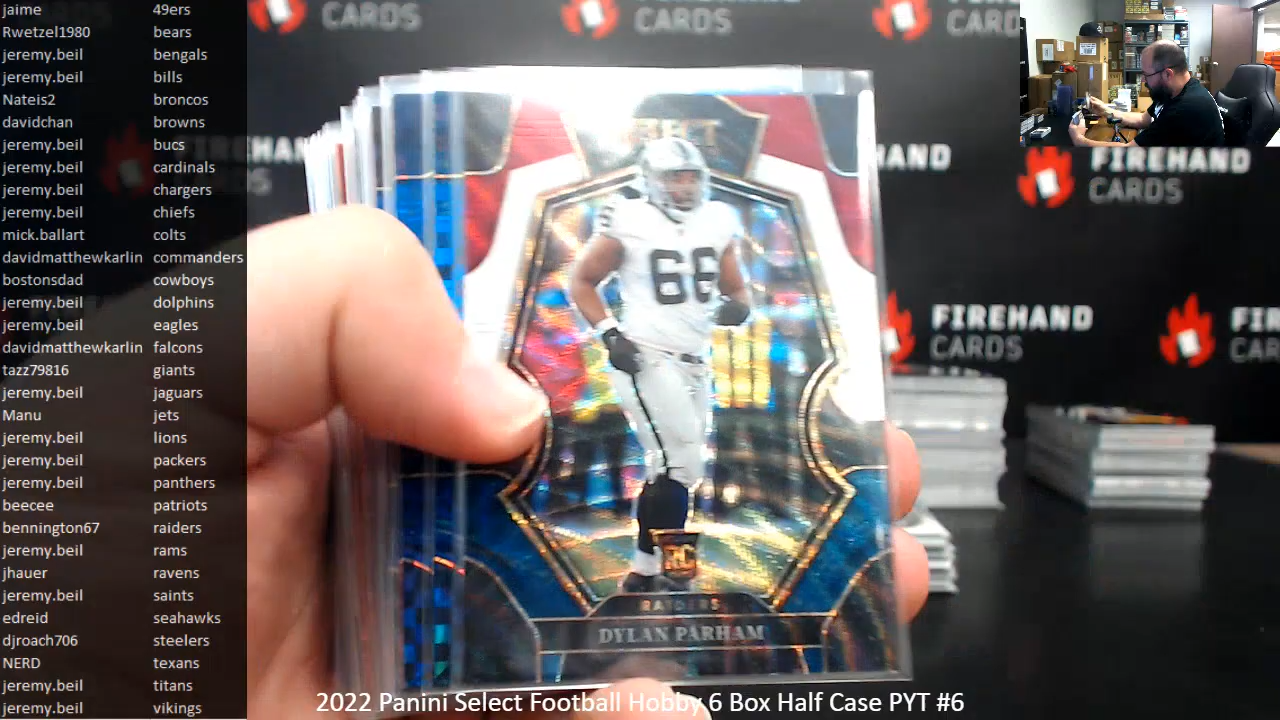 jaime 49ers
Rwetzel1980 bears
jeremy.beil bengals
jeremy.beil bills
Nateis2 broncos
davidchan browns
jeremy.beil bucs
jeremy.beil cardinals
jeremy.beil chargers
jeremy.beil chiefs
mick.ballart colts
davidmatthewkarlin commanders
bostonsdad cowboys
jeremy.beil dolphins
jeremy.beil eagles
davidmatthewkarlin falcons
tazz79816 giants
jeremy.beil jaguars
Manu jets
jeremy.beil lions
jeremy.beil packers
jeremy.beil panthers
beecee patriots
bennington67 raiders
jeremy.beil rams
jhauer ravens
jeremy.beil saints
edreid seahawks
djroach706 steelers
NERD texans
jeremy.beil titans
jeremy.beil vikings
CARDS
CARDS
CARD
FIREHAND
CARDS
FIREHAND
CARDS
66
RC
RAIDERS
DYLAN PARHAM
2022 Panini Select Football Hobby 6 Box Half Case PYT #6